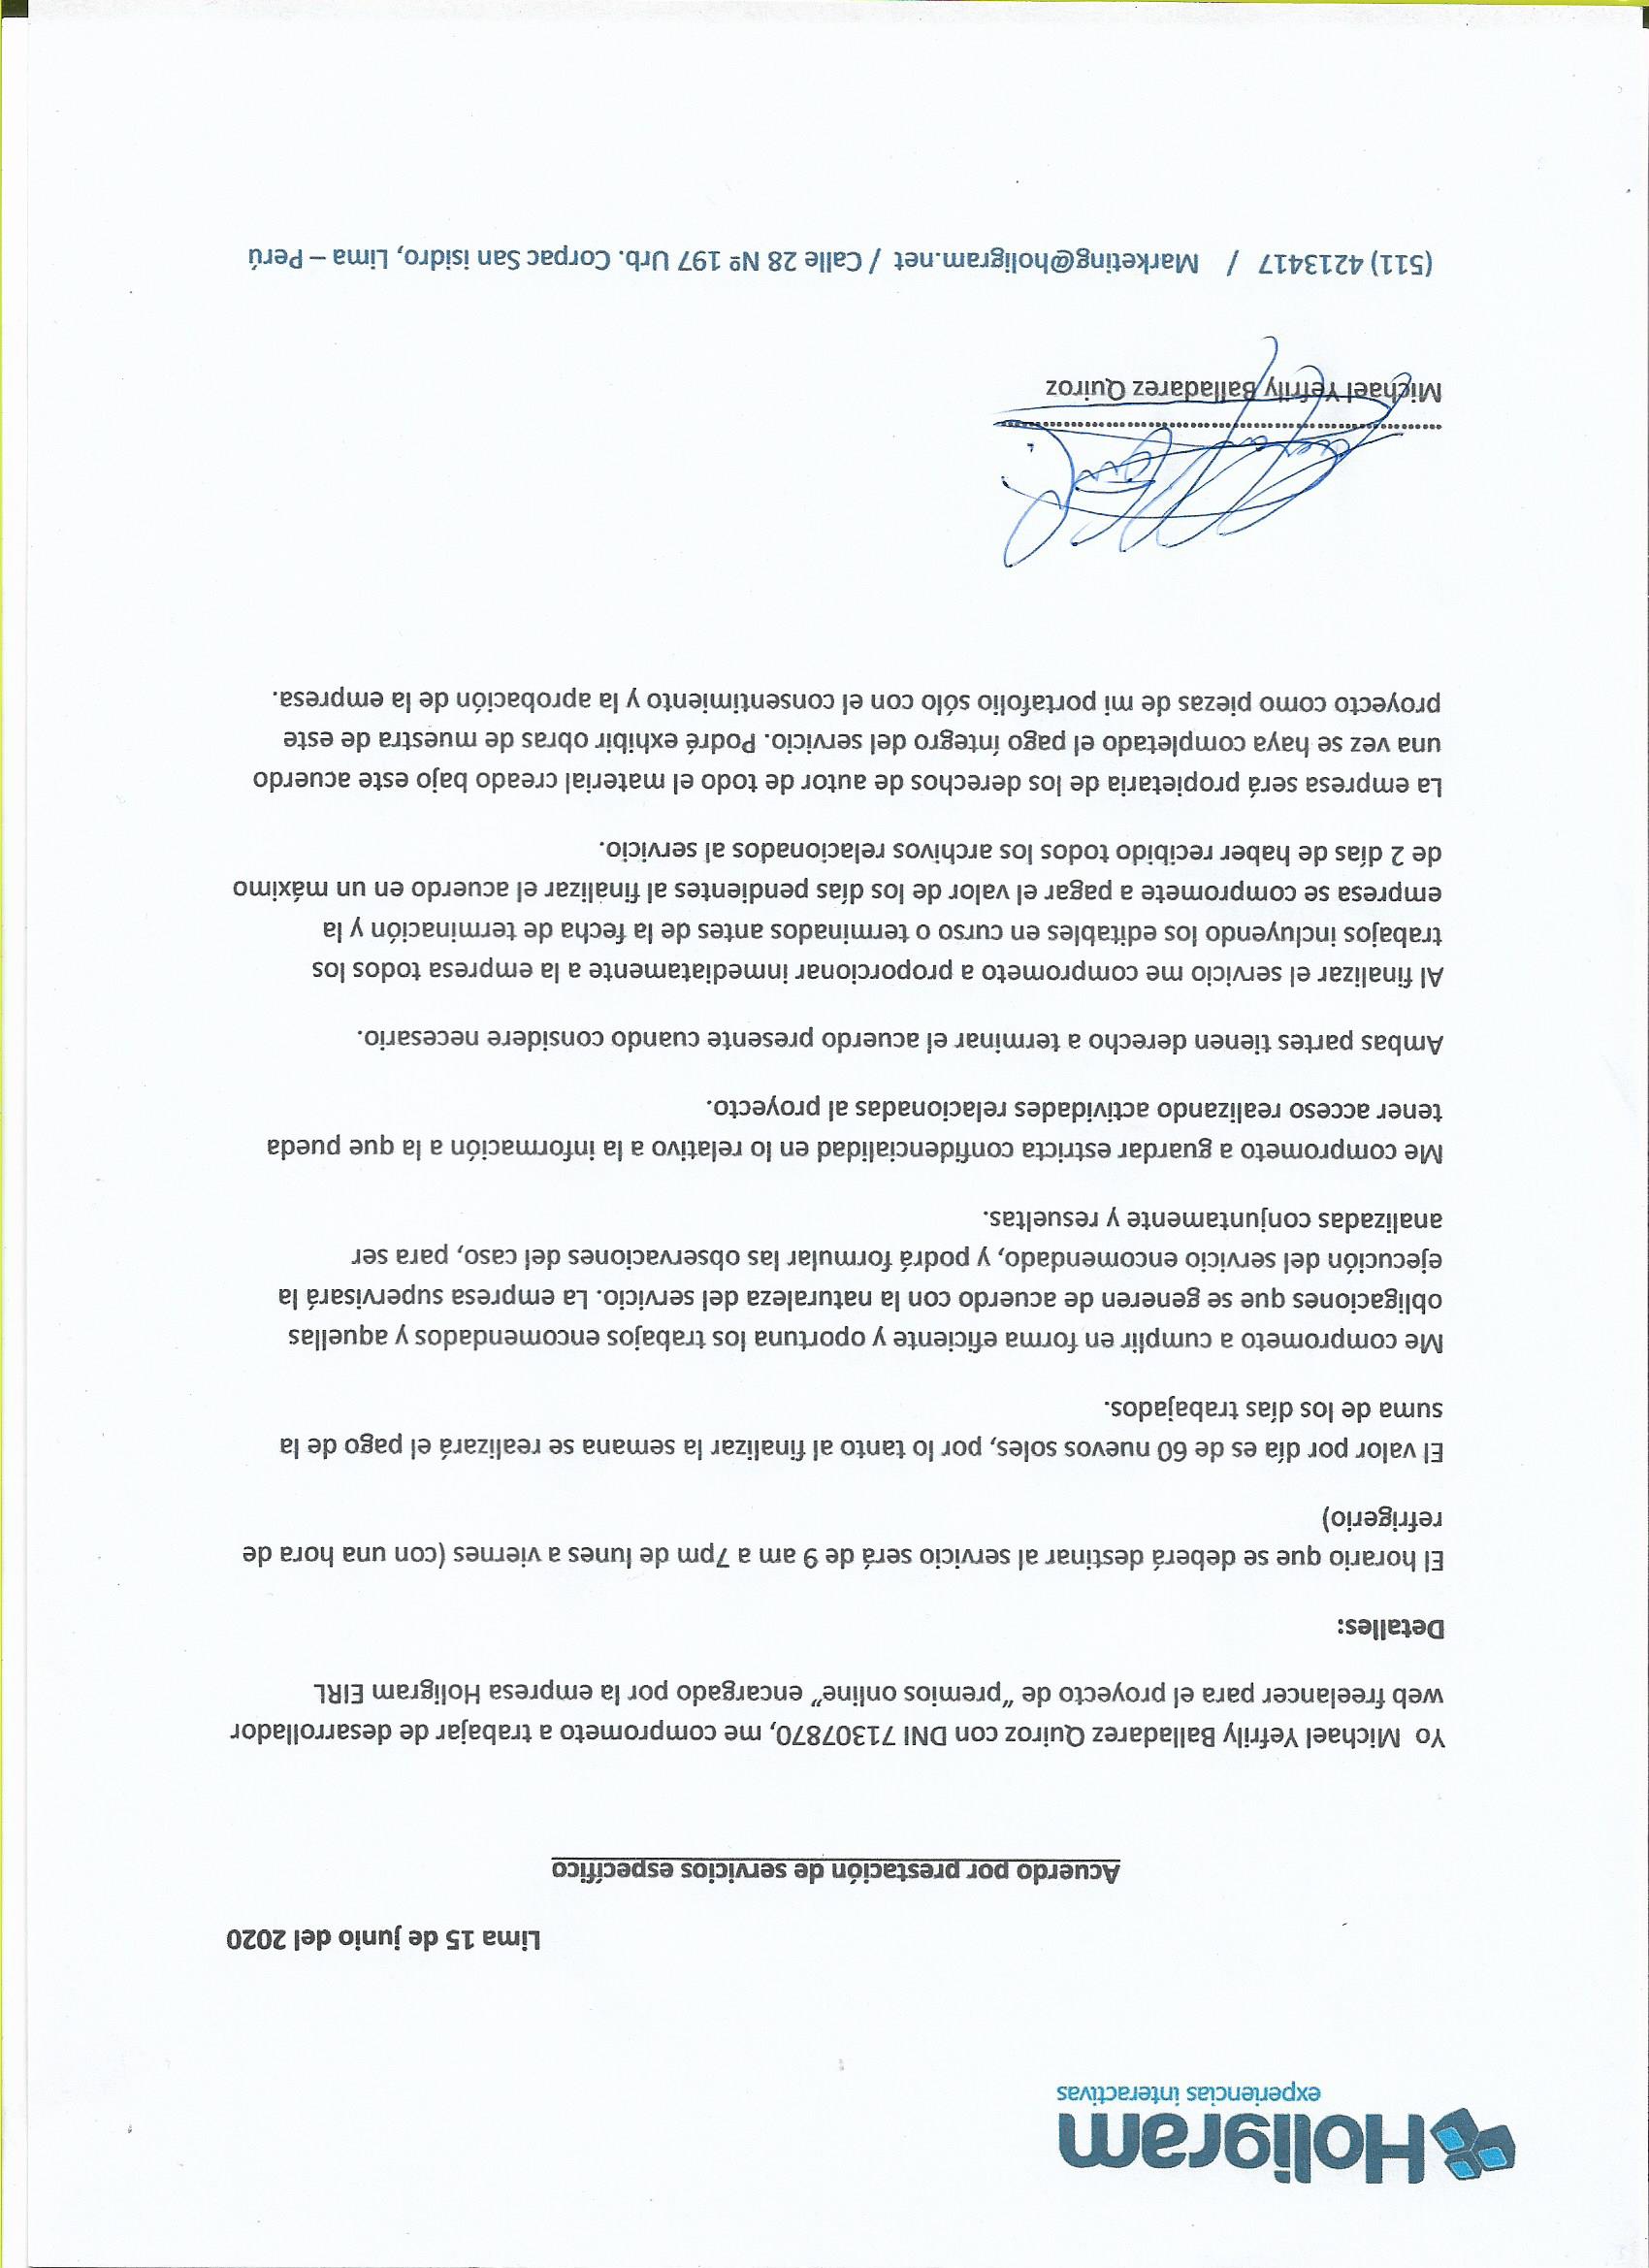 Holigram
experiencias interactivas
Lima 15 de junio del 2020
Acuerdo por prestación de servicios específico
Yo  Michael Yefrily Balladarez Quiroz con DNI 71307870, me comprometo a trabajar de desarrollador
web freelancer para el proyecto de “premios online” encargado por la empresa Holigram EIRL
Detalles:
El horario que se deberá destinar al servicio será de 9 am a 7pm de lunes a viernes (con una hora de
refrigerio)
El valor por día es de 60 nuevos soles, por lo tanto al finalizar la semana se realizará el pago de la
suma de los días trabajados.
Me comprometo a cumplir en forma eficiente y oportuna los trabajos encomendados y aquellas
obligaciones que se generen de acuerdo con la naturaleza del servicio. La empresa supervisará la
ejecución del servicio encomendado, y podrá formular las observaciones del caso, para ser
analizadas conjuntamente y resueltas.
Me comprometo a guardar estricta confidencialidad en lo relativo a la información a la que pueda
tener acceso realizando actividades relacionadas al proyecto.
Ambas partes tienen derecho a terminar el acuerdo presente cuando considere necesario.
Al finalizar el servicio me comprometo a proporcionar inmediatamente a la empresa todos los
trabajos incluyendo los editables en curso o terminados antes de la fecha de terminación y la
empresa se compromete a pagar el valor de los días pendientes al finalizar el acuerdo en un máximo
de 2 días de haber recibido todos los archivos relacionados al servicio.
La empresa será propietaria de los derechos de autor de todo el material creado bajo este acuerdo
una vez se haya completado el pago íntegro del servicio. Podré exhibir obras de muestra de este
proyecto como piezas de mi portafolio sólo con el consentimiento y la aprobación de la empresa.
Michael Yefrily Balladarez Quiroz
(511) 4213417  /  Marketing@holigram.net  / Calle 28 Nº 197 Urb. Corpac San isidro, Lima – Perú